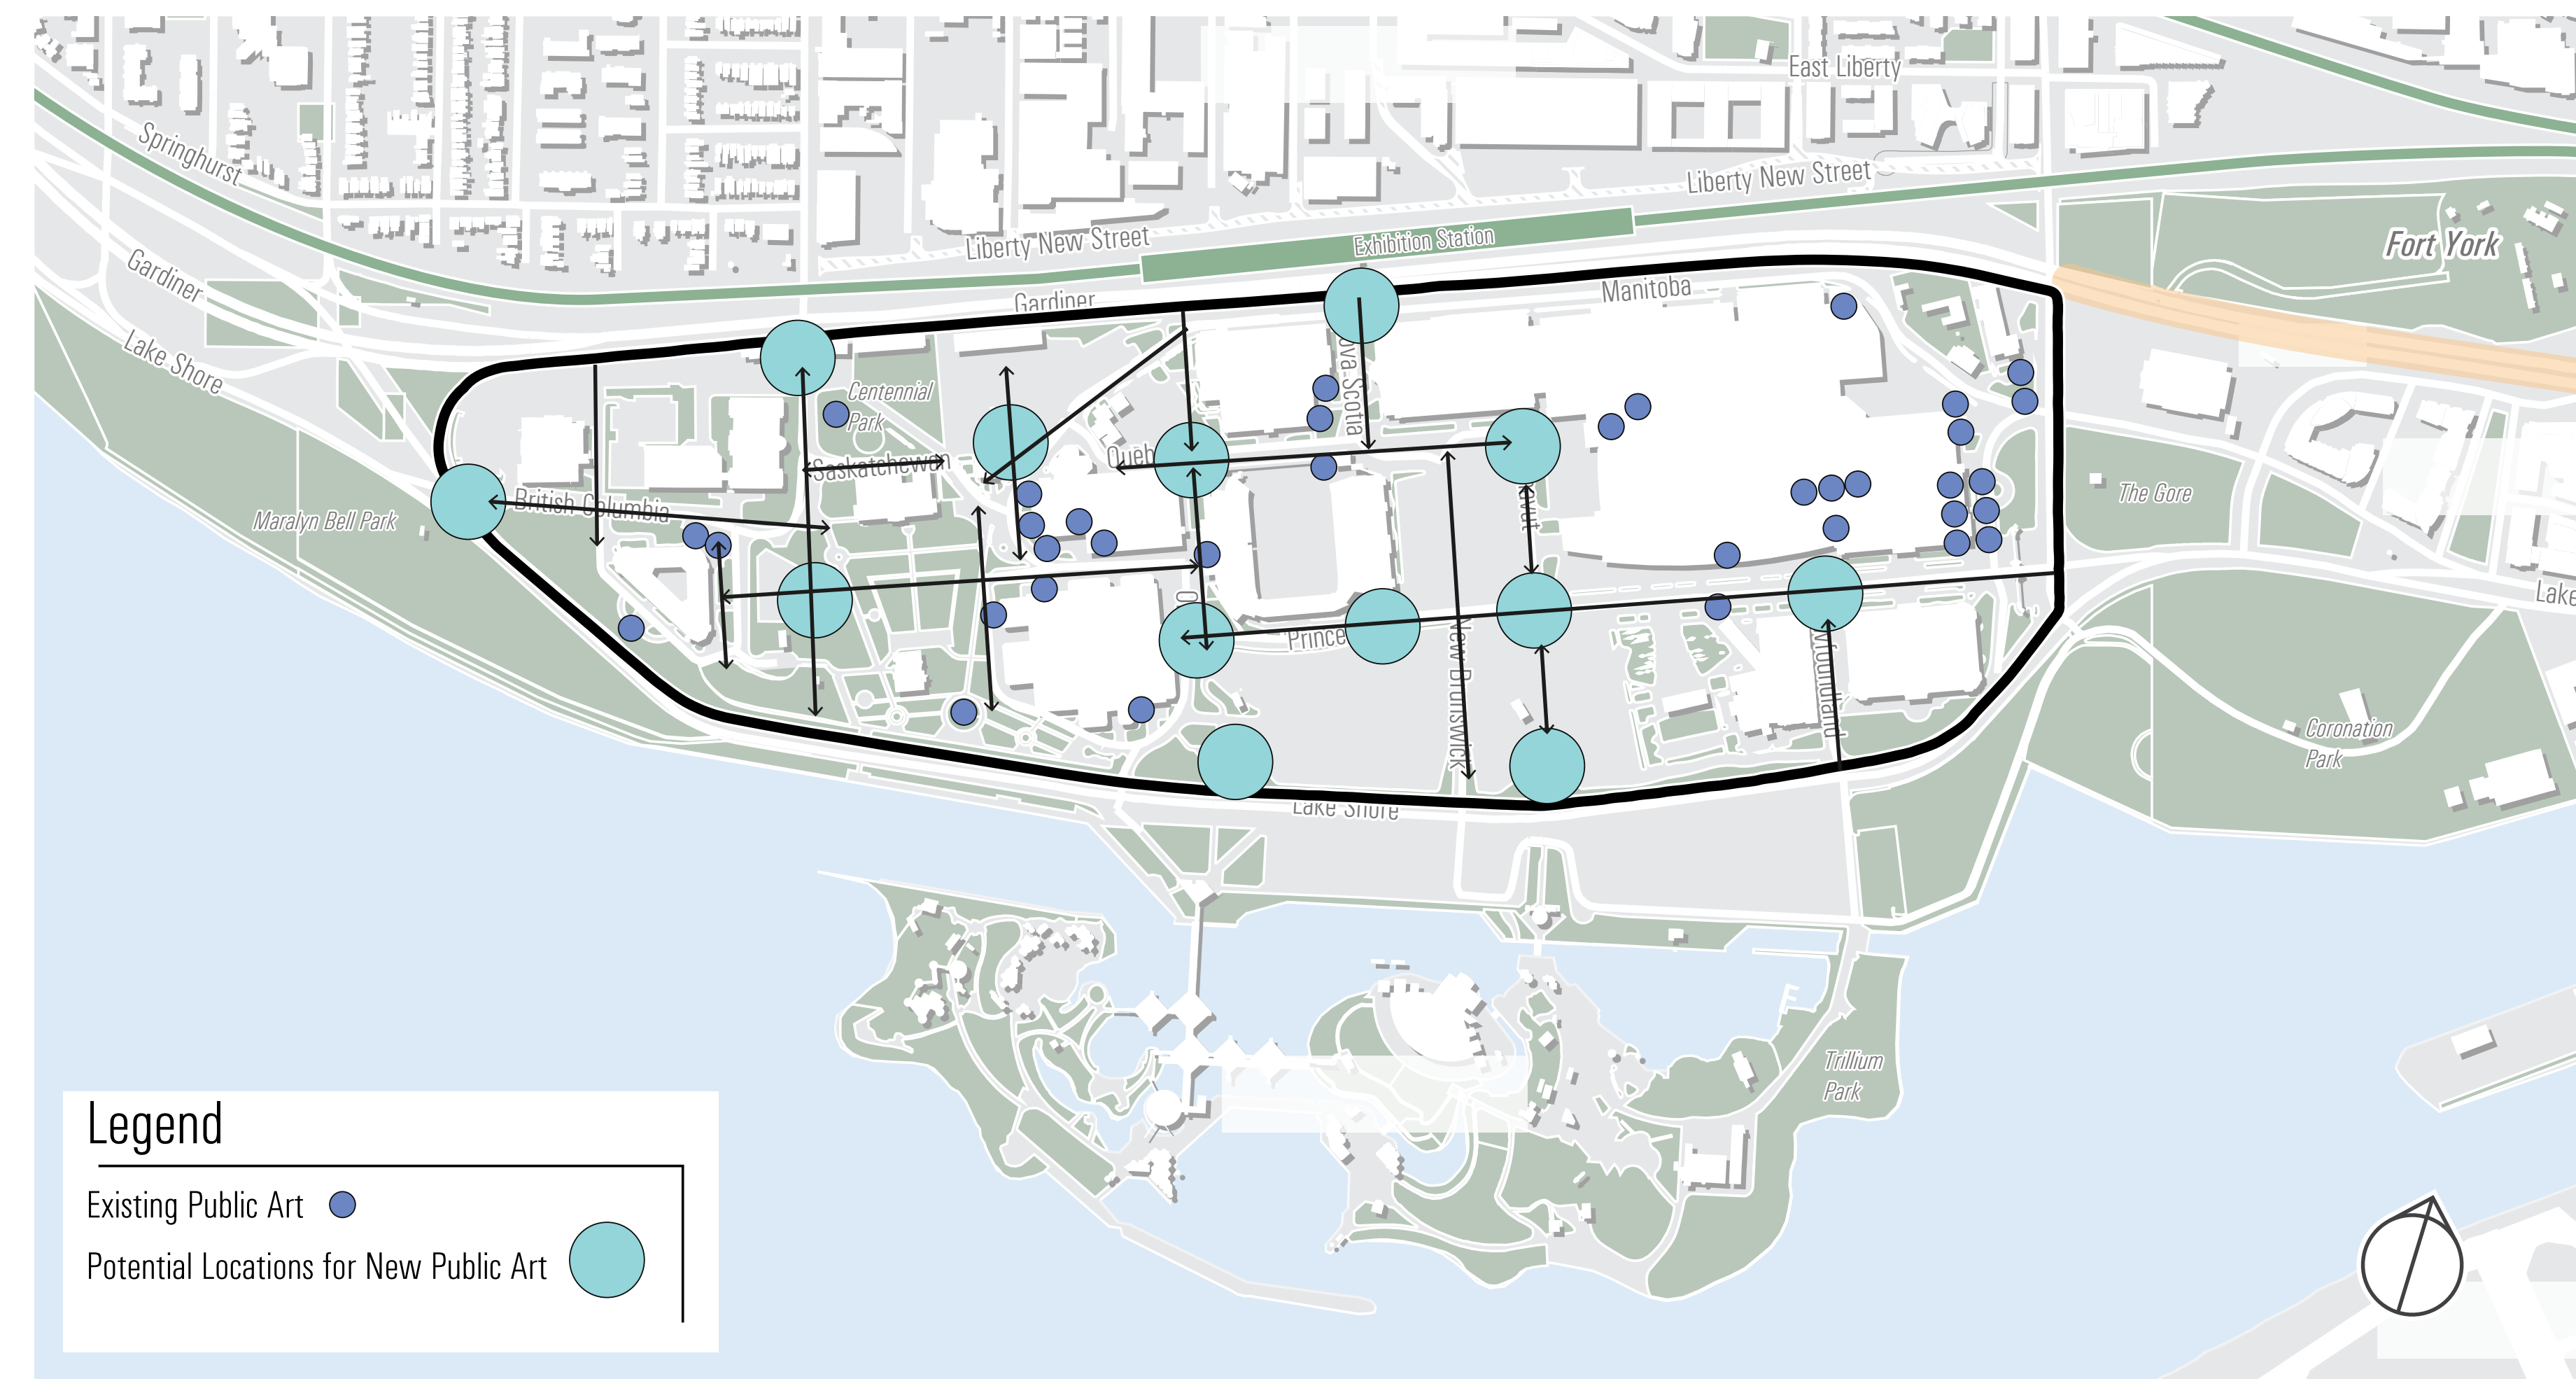 East Liberty
Springhurst
Liberty New Street
Fort York
Liberty New Street
Exhibition Station
Gardiner
Gardiner
Manitoba
Lake Shore
Centennial
Park
Saskatchewan
British Columbia
Maralyn Bell Park
The Gore
Lake
Prince
New Brunswick
Coronation
Park
Lake Shore
Trillium
Park
Legend
Existing Public Art
Potential Locations for New Public Art